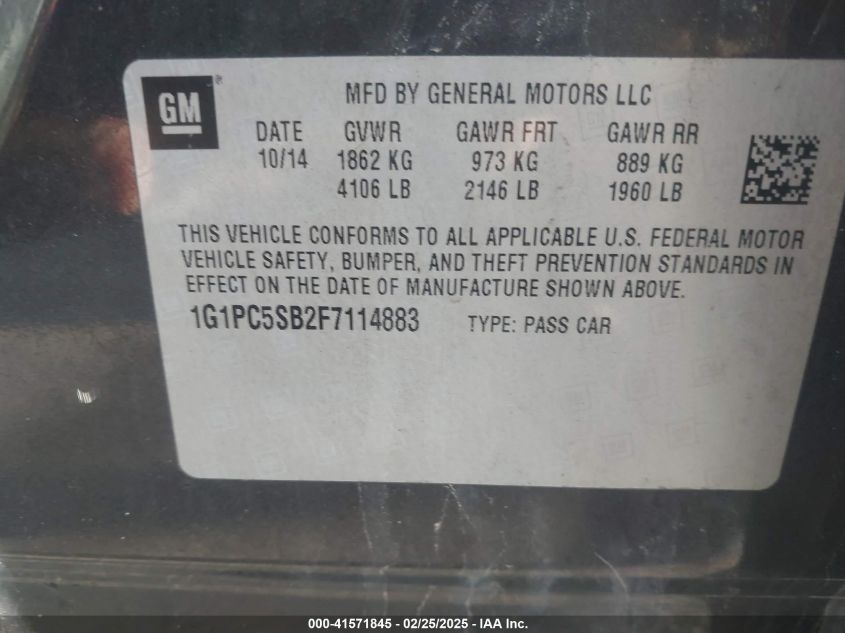 GM
MFD BY GENERAL MOTORS LLC
DATE GVWR GAWR FRT GAWR RR
10/14 1862 KG 973 KG 889 KG
4106 LB 2146 LB 1960 LB
THIS VEHICLE CONFORMS TO ALL APPLICABLE U.S. FEDERAL MOTOR
VEHICLE SAFETY, BUMPER, AND THEFT PREVENTION STANDARDS IN
EFFECT ON THE DATE OF MANUFACTURE SHOWN ABOVE.
1G1PC5SB2F7114883 TYPE: PASS CAR
000-41571845 - 02/25/2025 - IAA Inc.